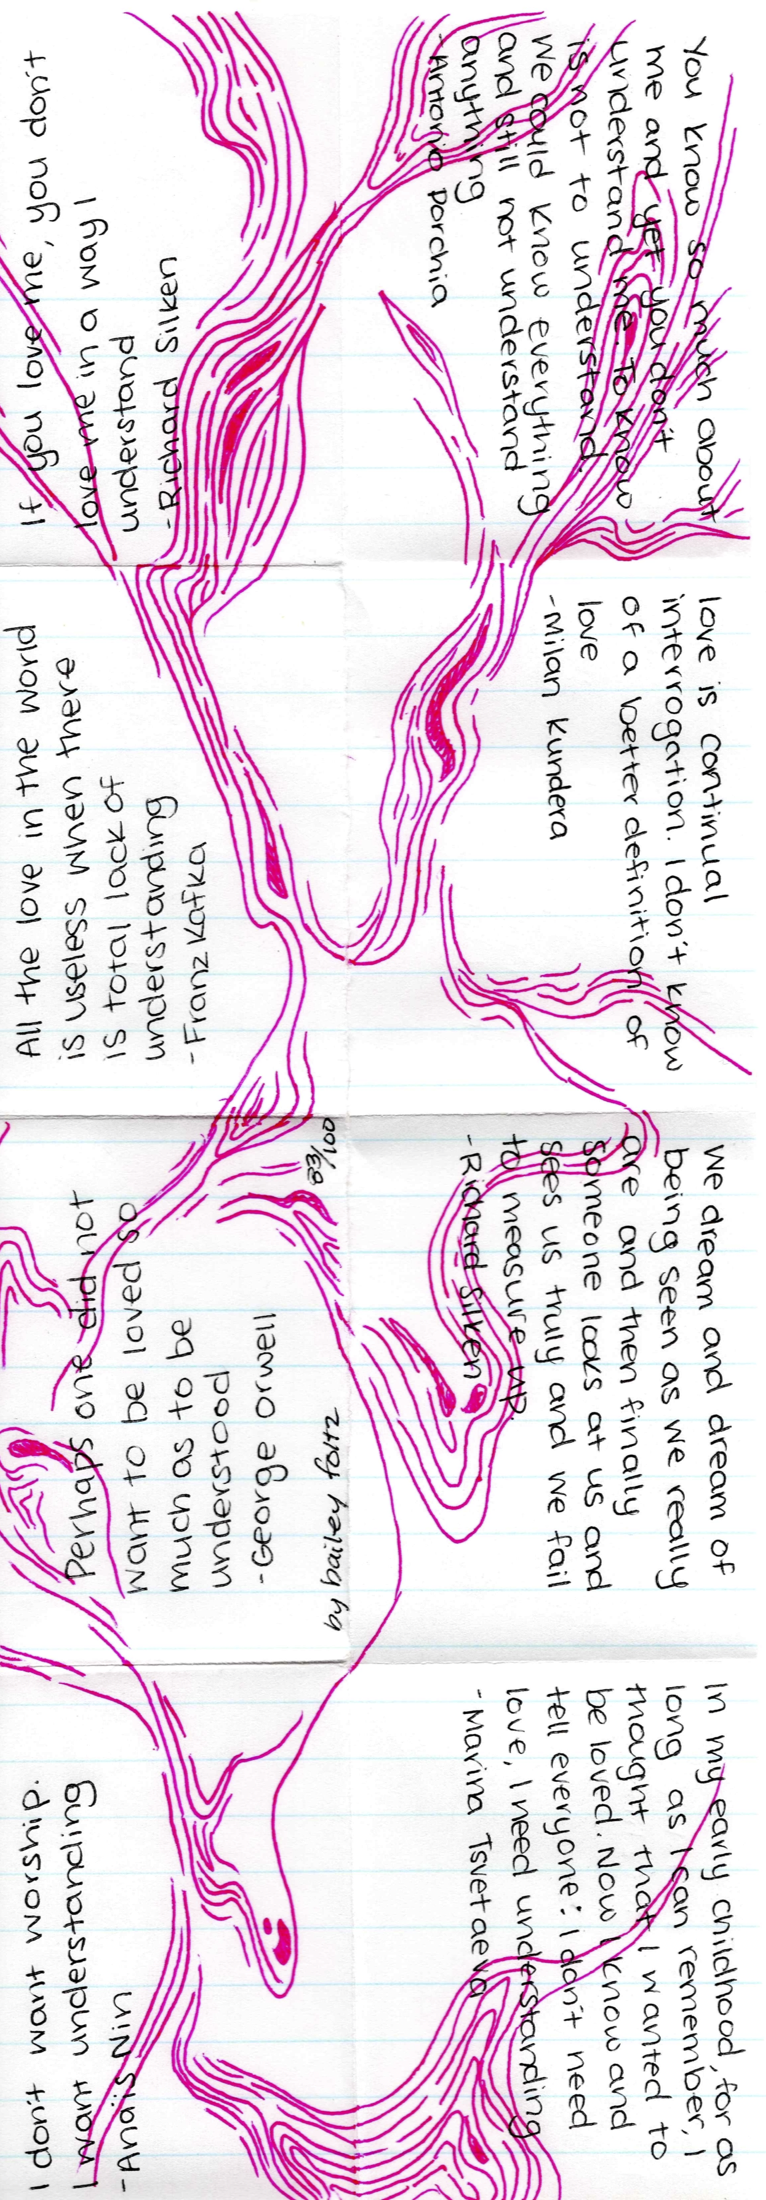 You know so much about
me and yet you don't
understand me. To know
is not to understand.
We could know everything
and still not understand
anything
-Antonio Porchia
love is continual
interrogation. I don't know
of a better definition of
love
-Milan Kundera
We dream and dream of
being seen as we really
are and then finally
someone looks at us and
sees us truly and we fail
to measure up.
-Richard Silken
In my early childhood, for as
long as I can remember, I
thought that I wanted to
be loved. Now I know and
tell everyone: I don't need
love, I need understanding
-Marina Tsvetaeva
I don't want worship.
I want understanding
-Anaïs Nin
Perhaps one did not
want to be loved so
much as to be
understood
-George Orwell
by bailey foltz
63/100
All the love in the world
is useless when there
is total lack of
understanding
-Franz Kafka
If you love me, you don't
love me in a way I
understand
-Richard Silken